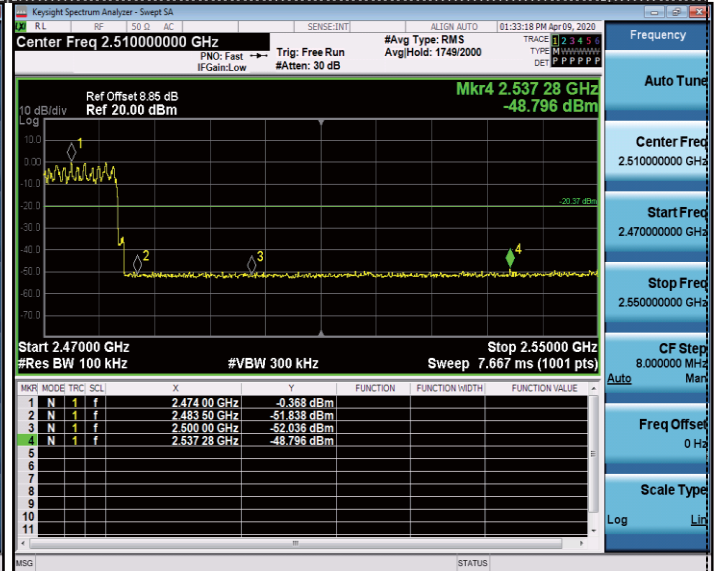 Keysight Spectrum Analyzer - Swept SA
RL RF 50 Ω AC SENSE:INT ALIGN AUTO 01:33:18 PM Apr 09, 2020
Center Freq 2.510000000 GHz
PNO: Fast
IFGain:Low
Trig: Free Run
#Atten: 30 dB
#Avg Type: RMS
Avg|Hold: 1749/2000
TRACE 1 2 3 4 5 6
TYPE M W W W W W
DET P P P P P P
Mkr4 2.537 28 GHz
-48.796 dBm
Ref Offset 8.85 dB
10 dB/div Ref 20.00 dBm
Log
10.0
0.00
-10.0
-20.0
-30.0
-40.0
-50.0
-60.0
-70.0
-20.37 dBm
1
2
3
4
Start 2.47000 GHz Stop 2.55000 GHz
#Res BW 100 kHz #VBW 300 kHz Sweep 7.667 ms (1001 pts)
MKR MODE TRC SCL X Y FUNCTION FUNCTION WIDTH FUNCTION VALUE
1 N 1 f 2.474 00 GHz -0.368 dBm
2 N 1 f 2.483 50 GHz -51.838 dBm
3 N 1 f 2.500 00 GHz -52.036 dBm
4 N 1 f 2.537 28 GHz -48.796 dBm
5
6
7
8
9
10
11
MSG STATUS
Frequency
Auto Tune
Center Freq
2.510000000 GHz
Start Freq
2.470000000 GHz
Stop Freq
2.550000000 GHz
CF Step
8.000000 MHz
Auto Man
Freq Offset
0 Hz
Scale Type
Log Lin